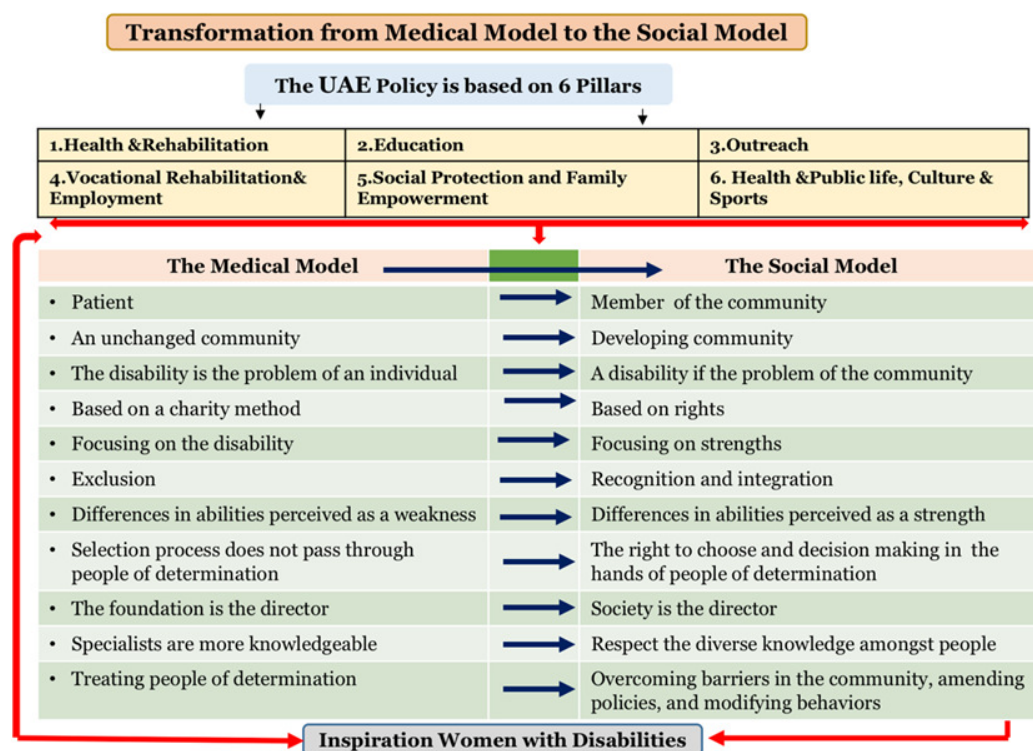 Transformation from Medical Model to the Social Model
The UAE Policy is based on 6 Pillars
1.Health &Rehabilitation
2.Education
3.Outreach
4.Vocational Rehabilitation&
Employment
5.Social Protection and Family
Empowerment
6. Health &Public life, Culture &
Sports
The Medical Model
The Social Model
• Patient
Member of the community
• An unchanged community
Developing community
• The disability is the problem of an individual
A disability if the problem of the community
• Based on a charity method
Based on rights
• Focusing on the disability
Focusing on strengths
• Exclusion
Recognition and integration
• Differences in abilities perceived as a weakness
Differences in abilities perceived as a strength
• Selection process does not pass through
people of determination
The right to choose and decision making in the
hands of people of determination
• The foundation is the director
Society is the director
• Specialists are more knowledgeable
Respect the diverse knowledge amongst people
• Treating people of determination
Overcoming barriers in the community, amending
policies, and modifying behaviors
Inspiration Women with Disabilities